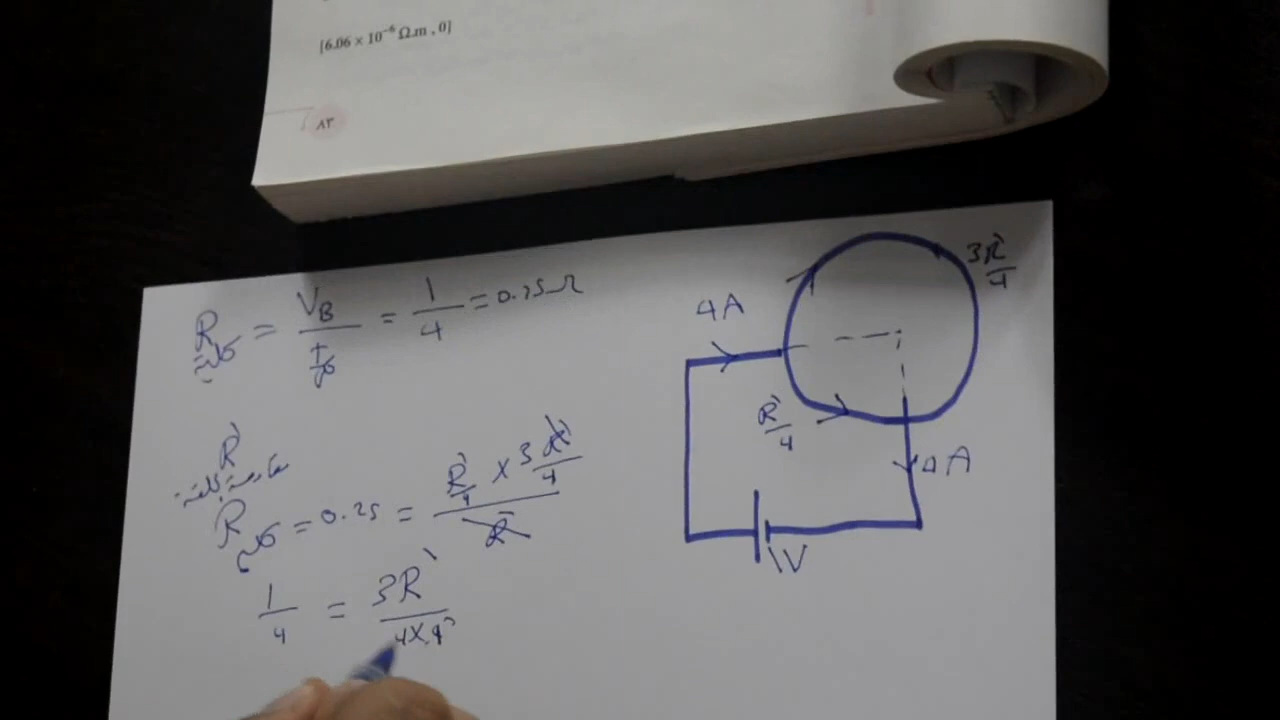 [6.06 × 10⁻⁶ Ω.m , 0]
٨٣
R = V_B / = 1/4 = 0.25 Ω
R'
R = 0.25 = R'/4 × 3R'/4 / R'
1/4 = 3R' / 4×4
3R'/4
4A
R'/4
4A
1V